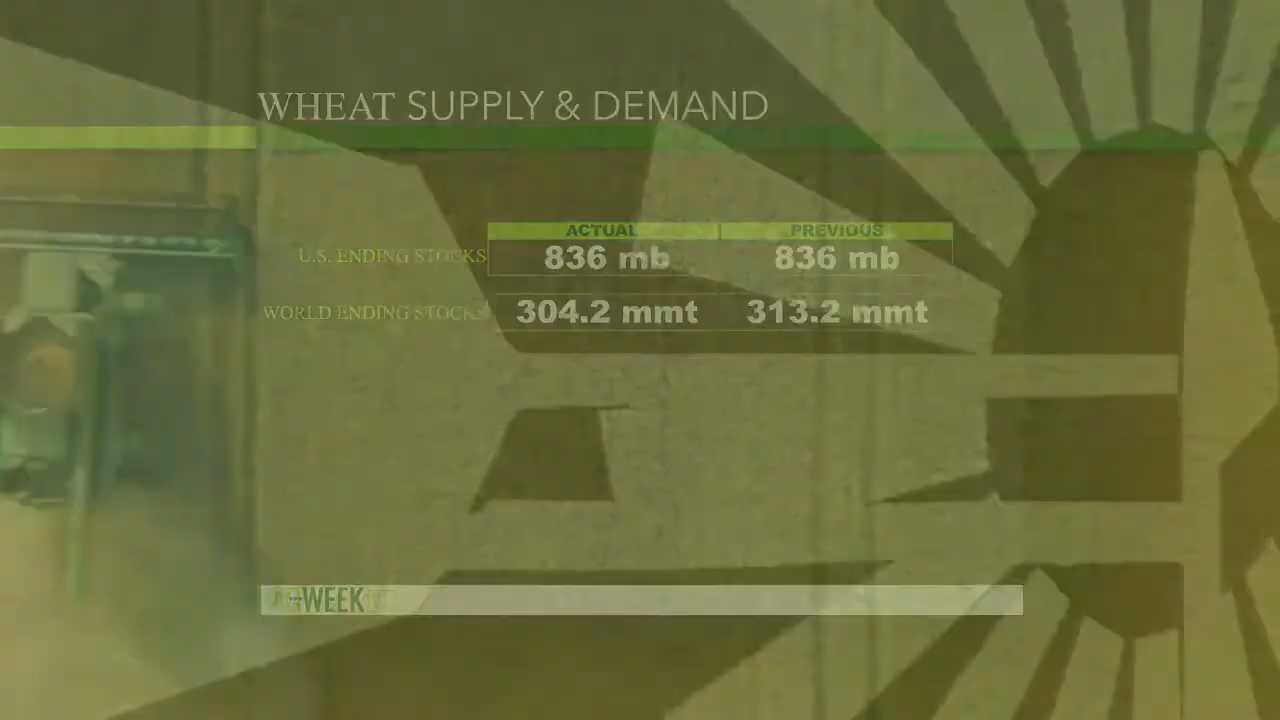 WHEAT SUPPLY & DEMAND
ACTUAL PREVIOUS
U.S. ENDING STOCKS 836 mb 836 mb
WORLD ENDING STOCKS 304.2 mmt 313.2 mmt
AGWEEK